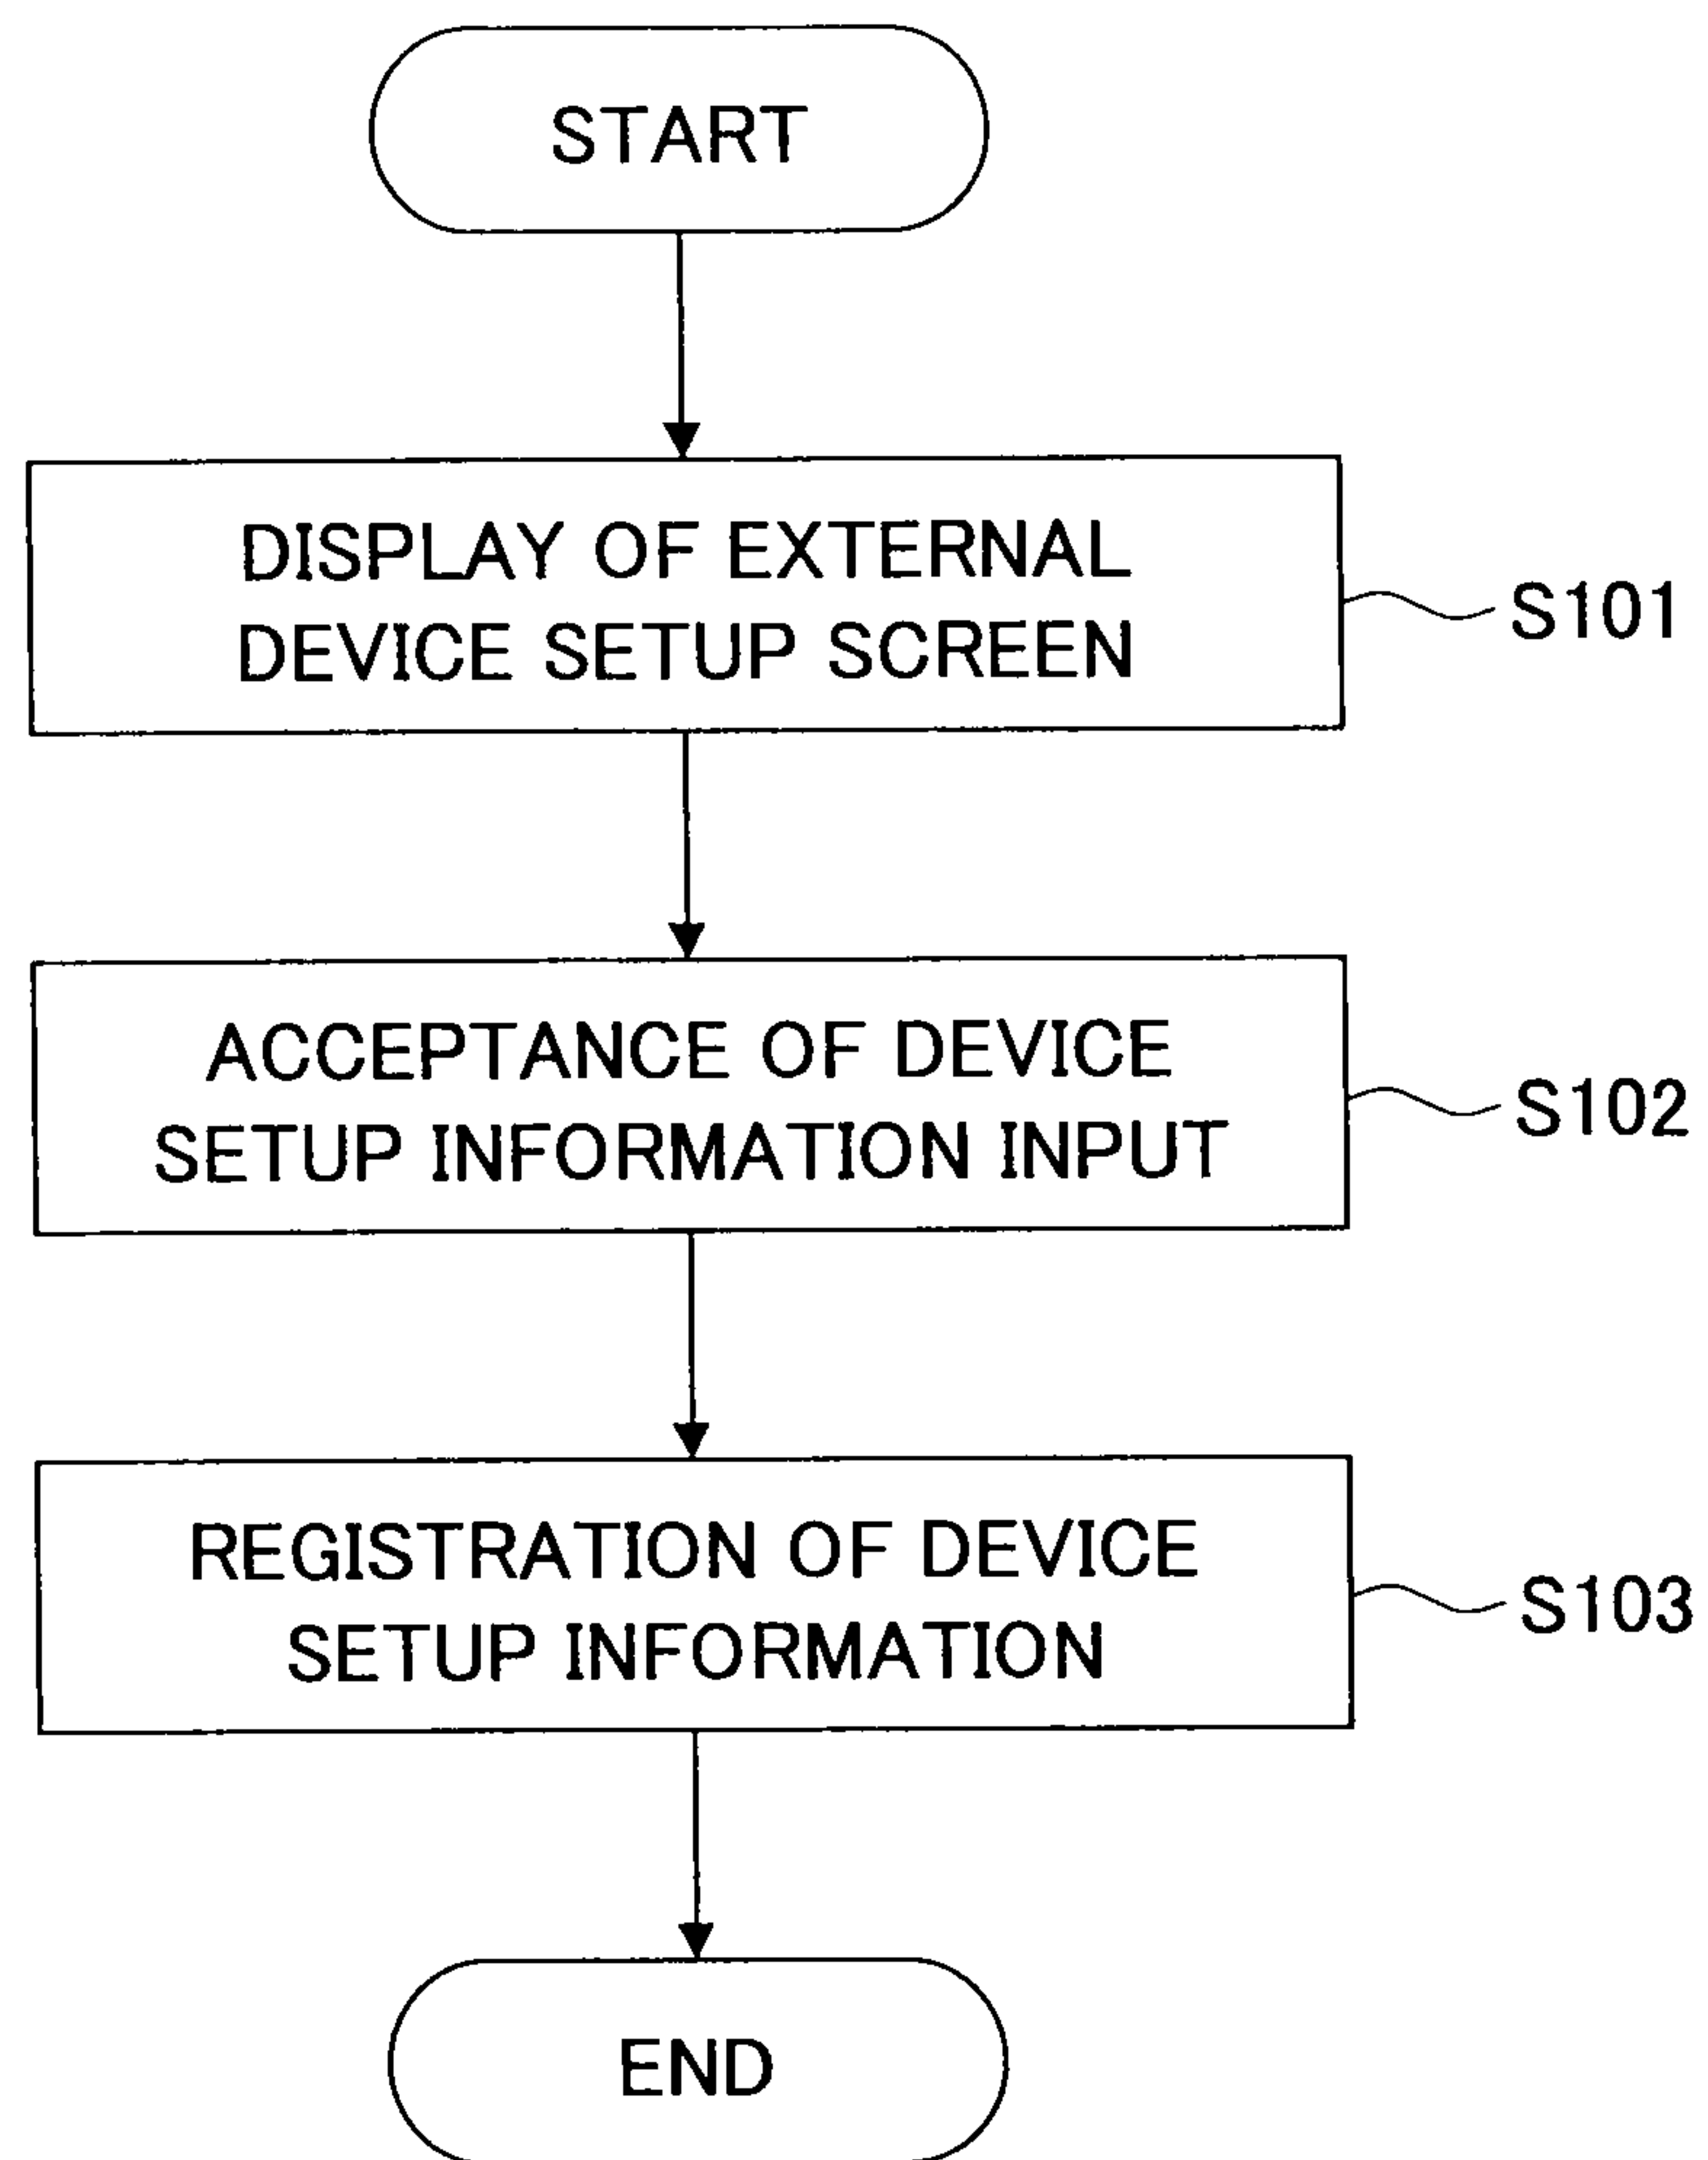 START
DISPLAY OF EXTERNAL
DEVICE SETUP SCREEN
S101
ACCEPTANCE OF DEVICE
SETUP INFORMATION INPUT
S102
REGISTRATION OF DEVICE
SETUP INFORMATION
S103
END